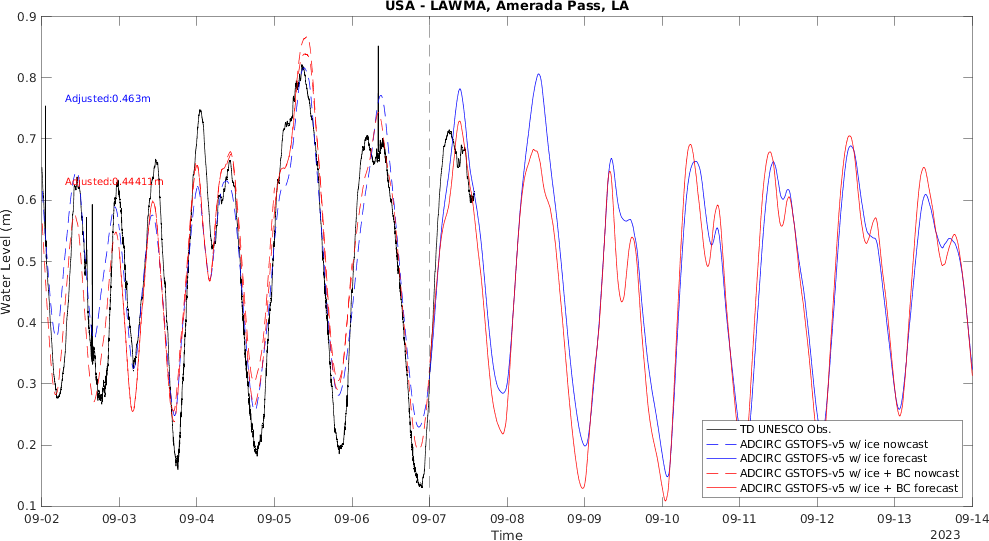 USA - LAWMA, Amerada Pass, LA
0.9
0.8
0.7
0.6
0.5
0.4
0.3
0.2
0.1
Water Level (m)
Adjusted:0.463m
Adjusted:0.44411m
TD UNESCO Obs.
ADCIRC GSTOFS-v5 w/ ice nowcast
ADCIRC GSTOFS-v5 w/ ice forecast
ADCIRC GSTOFS-v5 w/ ice + BC nowcast
ADCIRC GSTOFS-v5 w/ ice + BC forecast
09-02 09-03 09-04 09-05 09-06 09-07 09-08 09-09 09-10 09-11 09-12 09-13 09-14
Time
2023